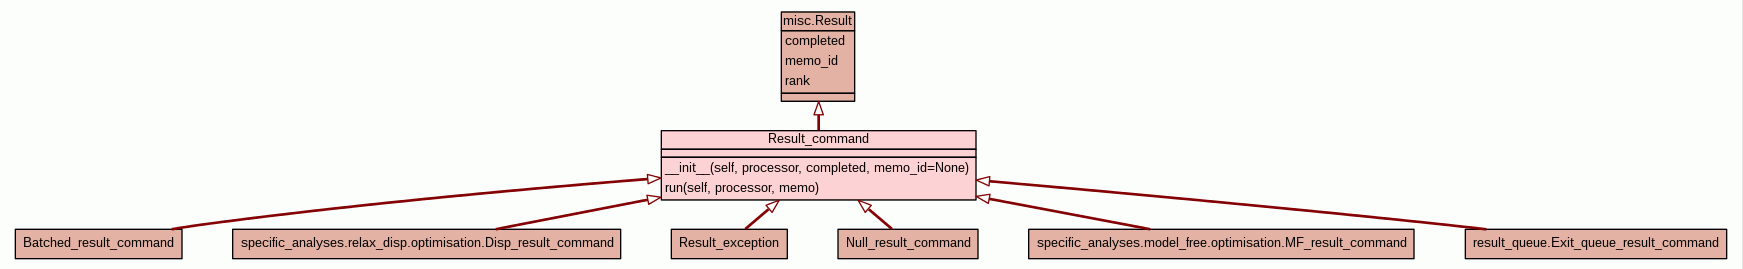 misc.Result
completed
memo_id
rank
Result_command
__init__(self, processor, completed, memo_id=None)
run(self, processor, memo)
Batched_result_command
specific_analyses.relax_disp.optimisation.Disp_result_command
Result_exception
Null_result_command
specific_analyses.model_free.optimisation.MF_result_command
result_queue.Exit_queue_result_command